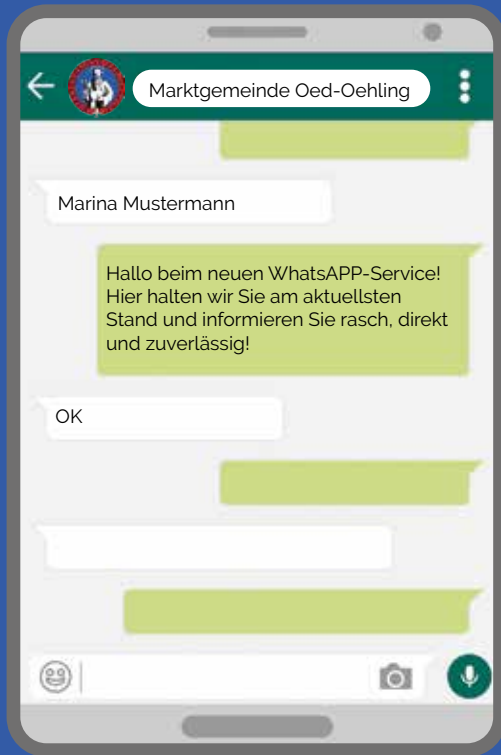 Marktgemeinde Oed-Oehling
Marina Mustermann
Hallo beim neuen WhatsAPP-Service!
Hier halten wir Sie am aktuellsten
Stand und informieren Sie rasch, direkt
und zuverlässig!
OK